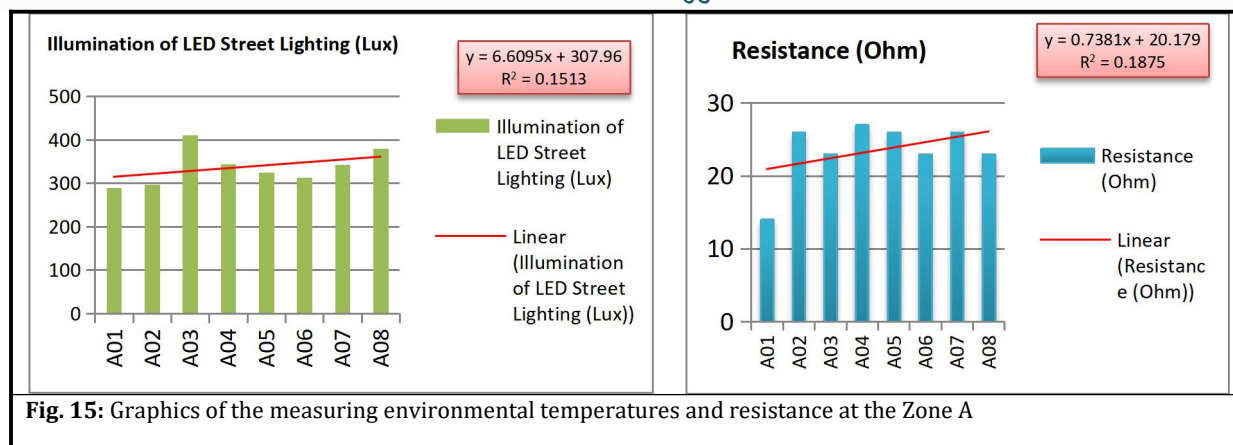 Illumination of LED Street Lighting (Lux)
y = 6.6095x + 307.96
R² = 0.1513
500
400
300
200
100
0
A01
A02
A03
A04
A05
A06
A07
A08
Illumination of
LED Street
Lighting (Lux)
Linear
(Illumination
of LED Street
Lighting (Lux))
Resistance (Ohm)
y = 0.7381x + 20.179
R² = 0.1875
30
20
10
0
A01
A02
A03
A04
A05
A06
A07
A08
Resistance
(Ohm)
Linear
(Resistanc
e (Ohm))
Fig. 15: Graphics of the measuring environmental temperatures and resistance at the Zone A